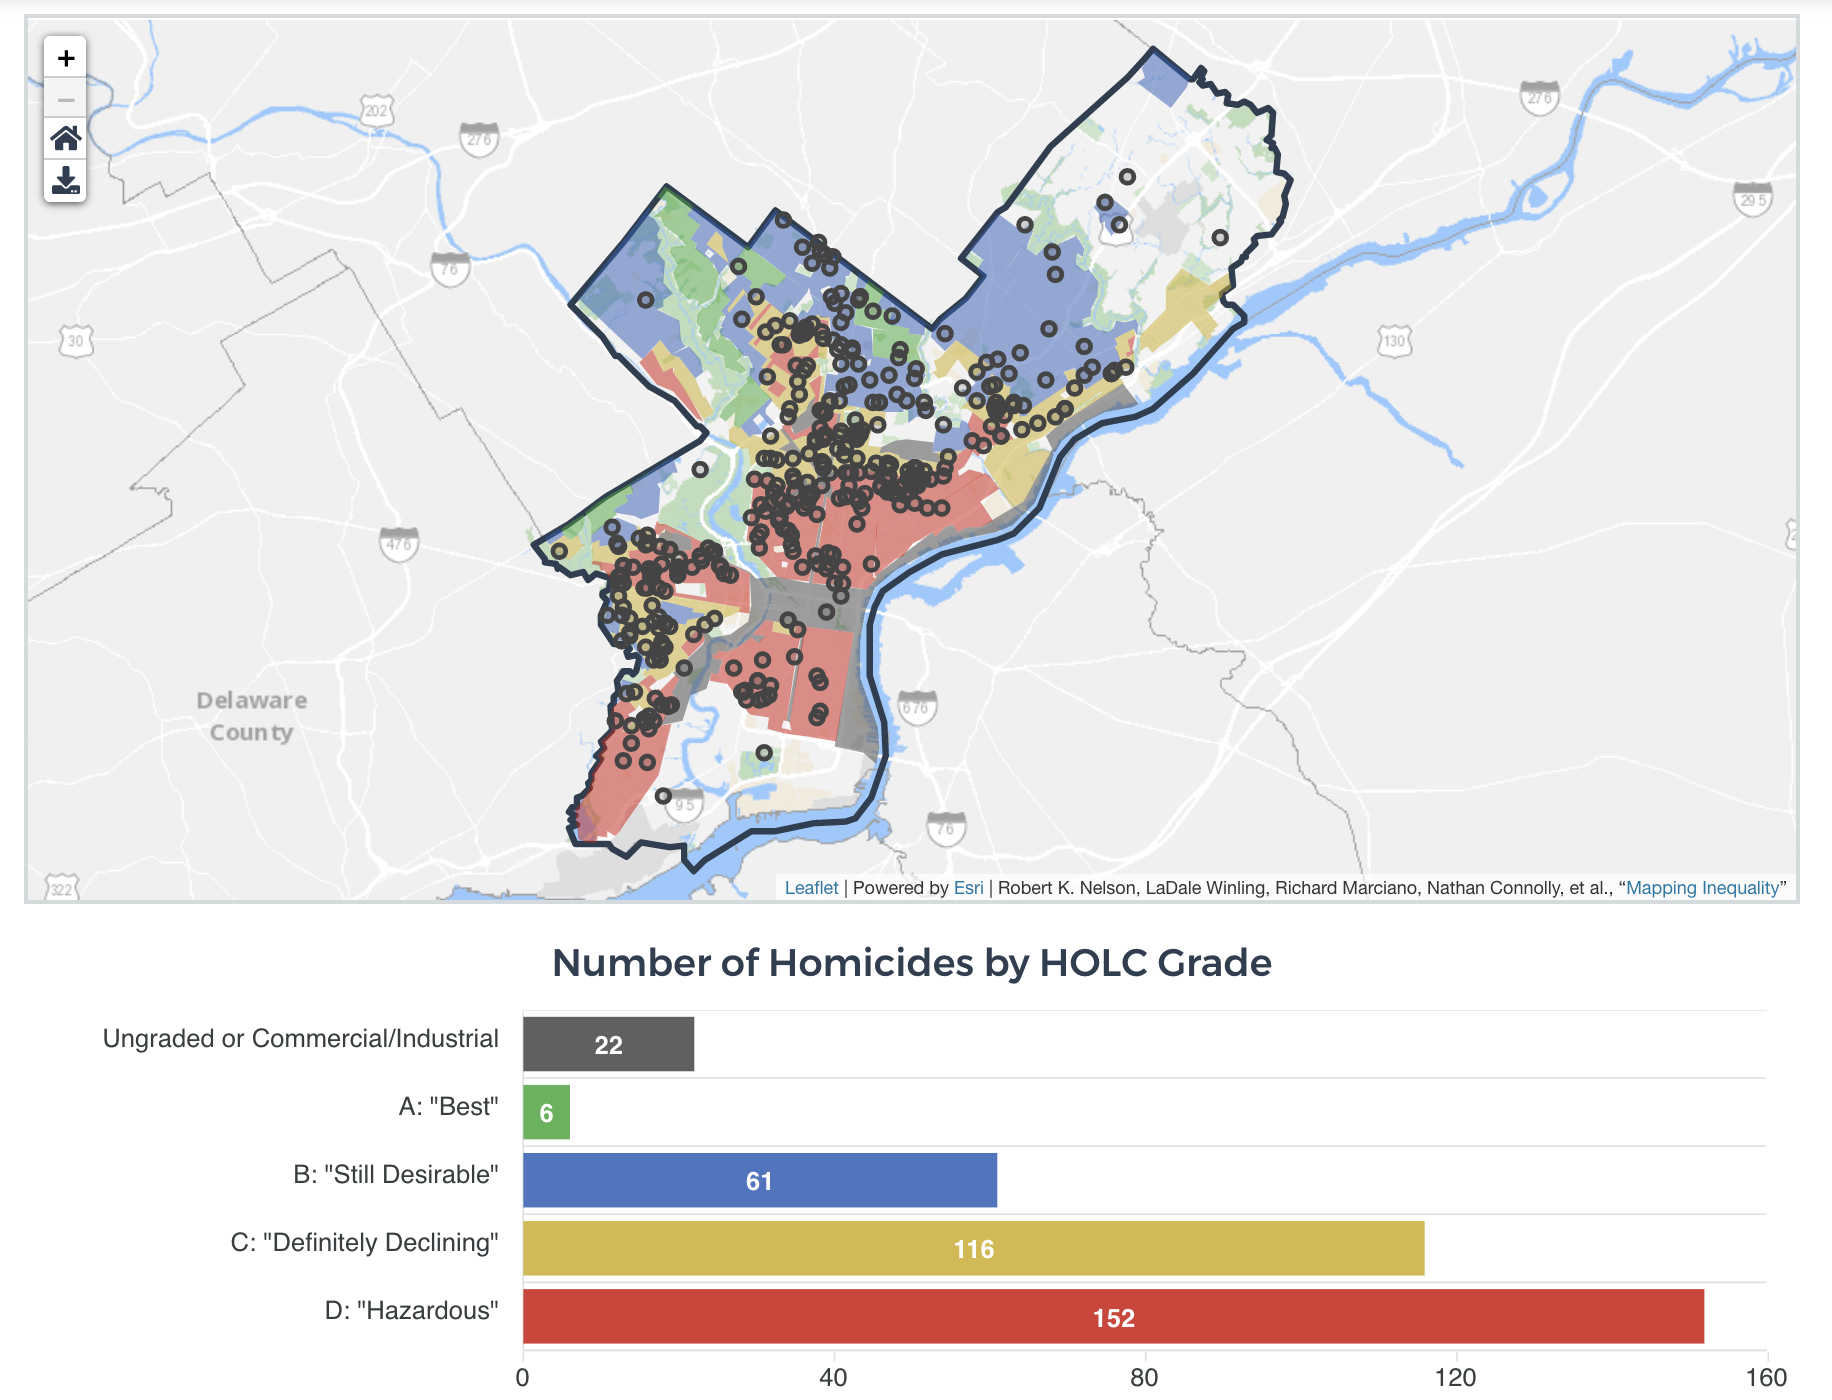 +
−
202
276
276
295
76
30
130
476
Delaware
County
676
95
76
322
Leaflet | Powered by Esri | Robert K. Nelson, LaDale Winling, Richard Marciano, Nathan Connolly, et al., “Mapping Inequality”
Number of Homicides by HOLC Grade
Ungraded or Commercial/Industrial
22
A: "Best"
6
B: "Still Desirable"
61
C: "Definitely Declining"
116
D: "Hazardous"
152
0 40 80 120 160